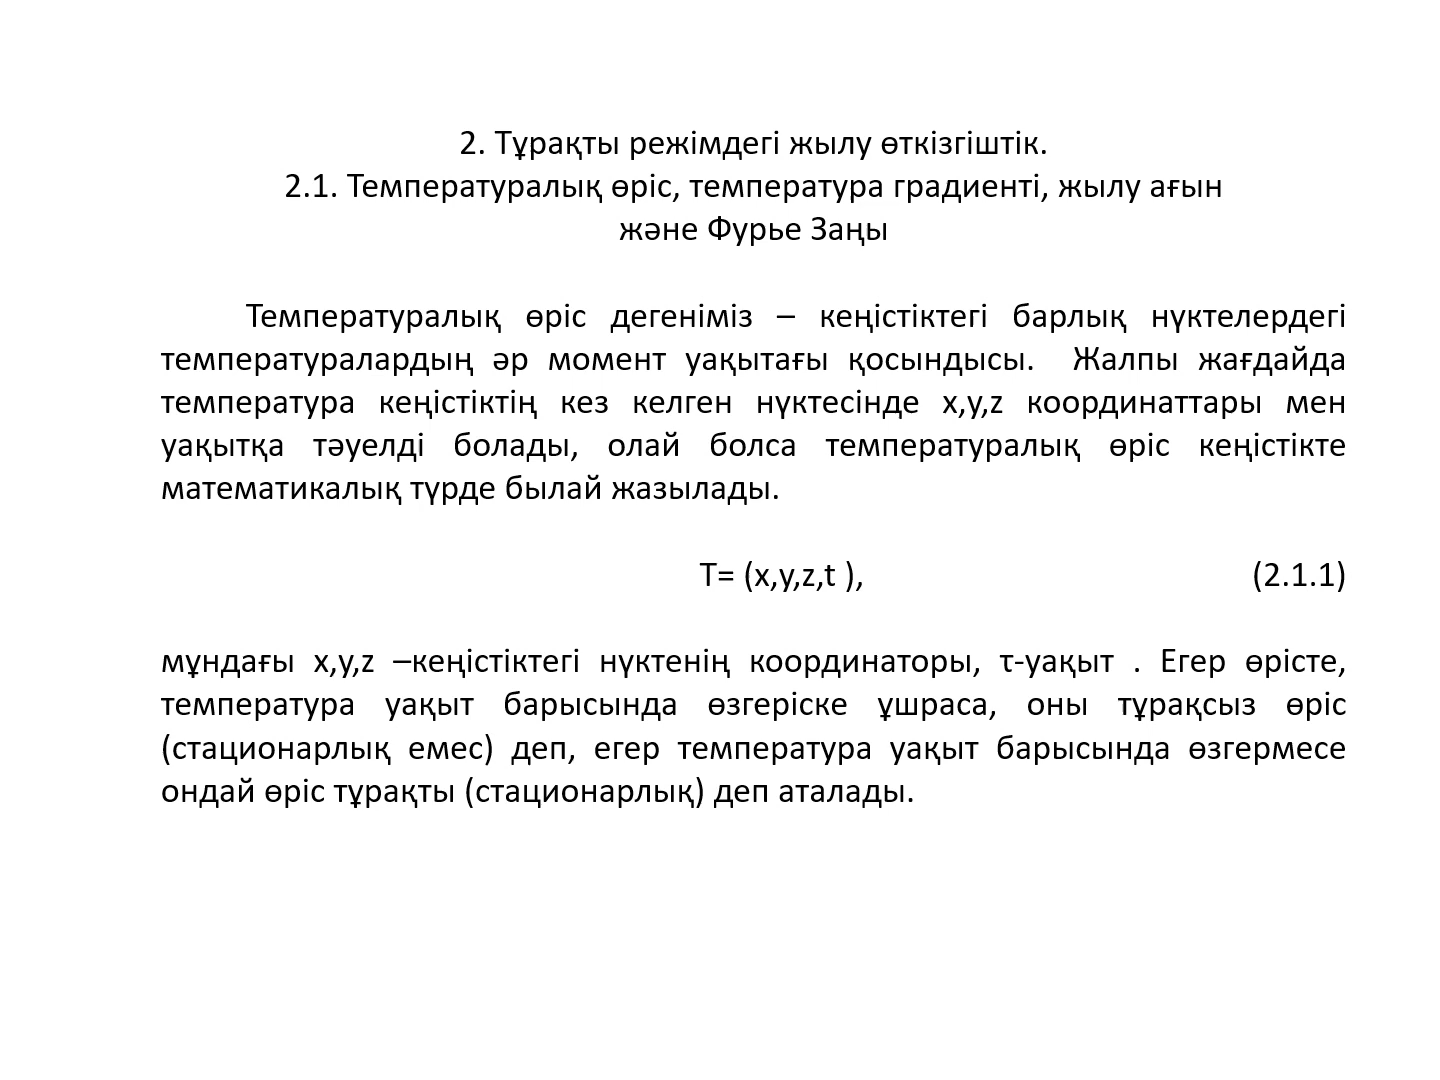 2. Тұрақты режімдегі жылу өткізгіштік.
2.1. Температуралық өріс, температура градиенті, жылу ағын
және Фурье Заңы
Температуралық өріс дегеніміз – кеңістіктегі барлық нүктелердегі
температуралардың әр момент уақытағы қосындысы. Жалпы жағдайда
температура кеңістіктің кез келген нүктесінде x,y,z координаттары мен
уақытқа тәуелді болады, олай болса температуралық өріс кеңістікте
математикалық түрде былай жазылады.
T= (x,y,z,t ), (2.1.1)
мұндағы x,y,z –кеңістіктегі нүктенің координаторы, τ-уақыт . Егер өрісте,
температура уақыт барысында өзгеріске ұшраса, оны тұрақсыз өріс
(стационарлық емес) деп, егер температура уақыт барысында өзгермесе
ондай өріс тұрақты (стационарлық) деп аталады.